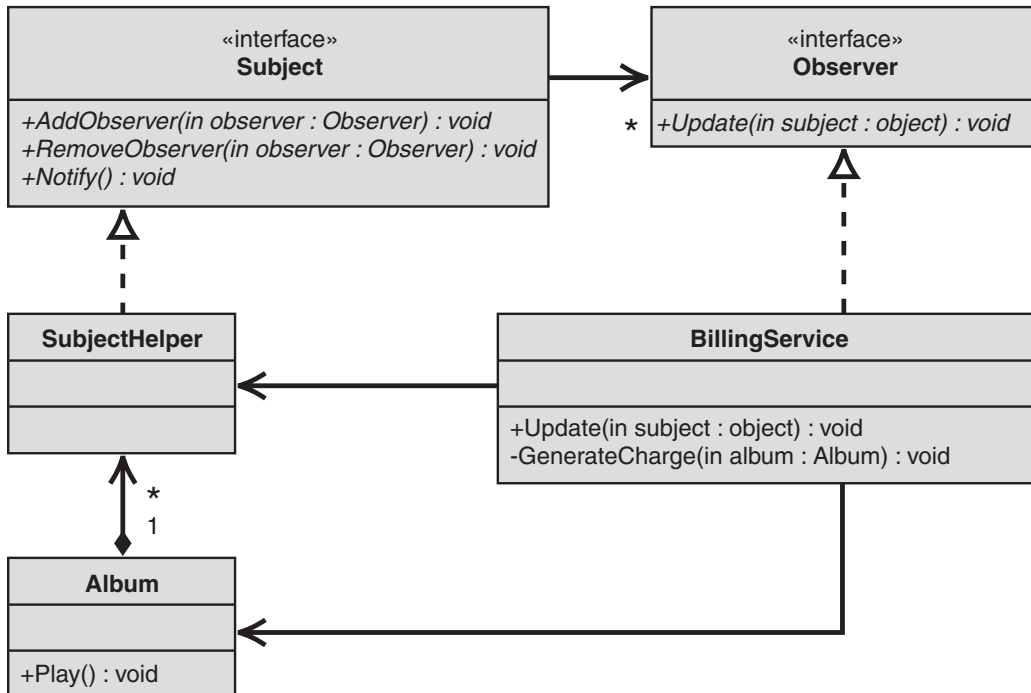 «interface»
Subject
+AddObserver(in observer : Observer) : void
+RemoveObserver(in observer : Observer) : void
+Notify() : void
«interface»
Observer
*
+Update(in subject : object) : void
SubjectHelper
BillingService
+Update(in subject : object) : void
-GenerateCharge(in album : Album) : void
*
1
Album
+Play() : void